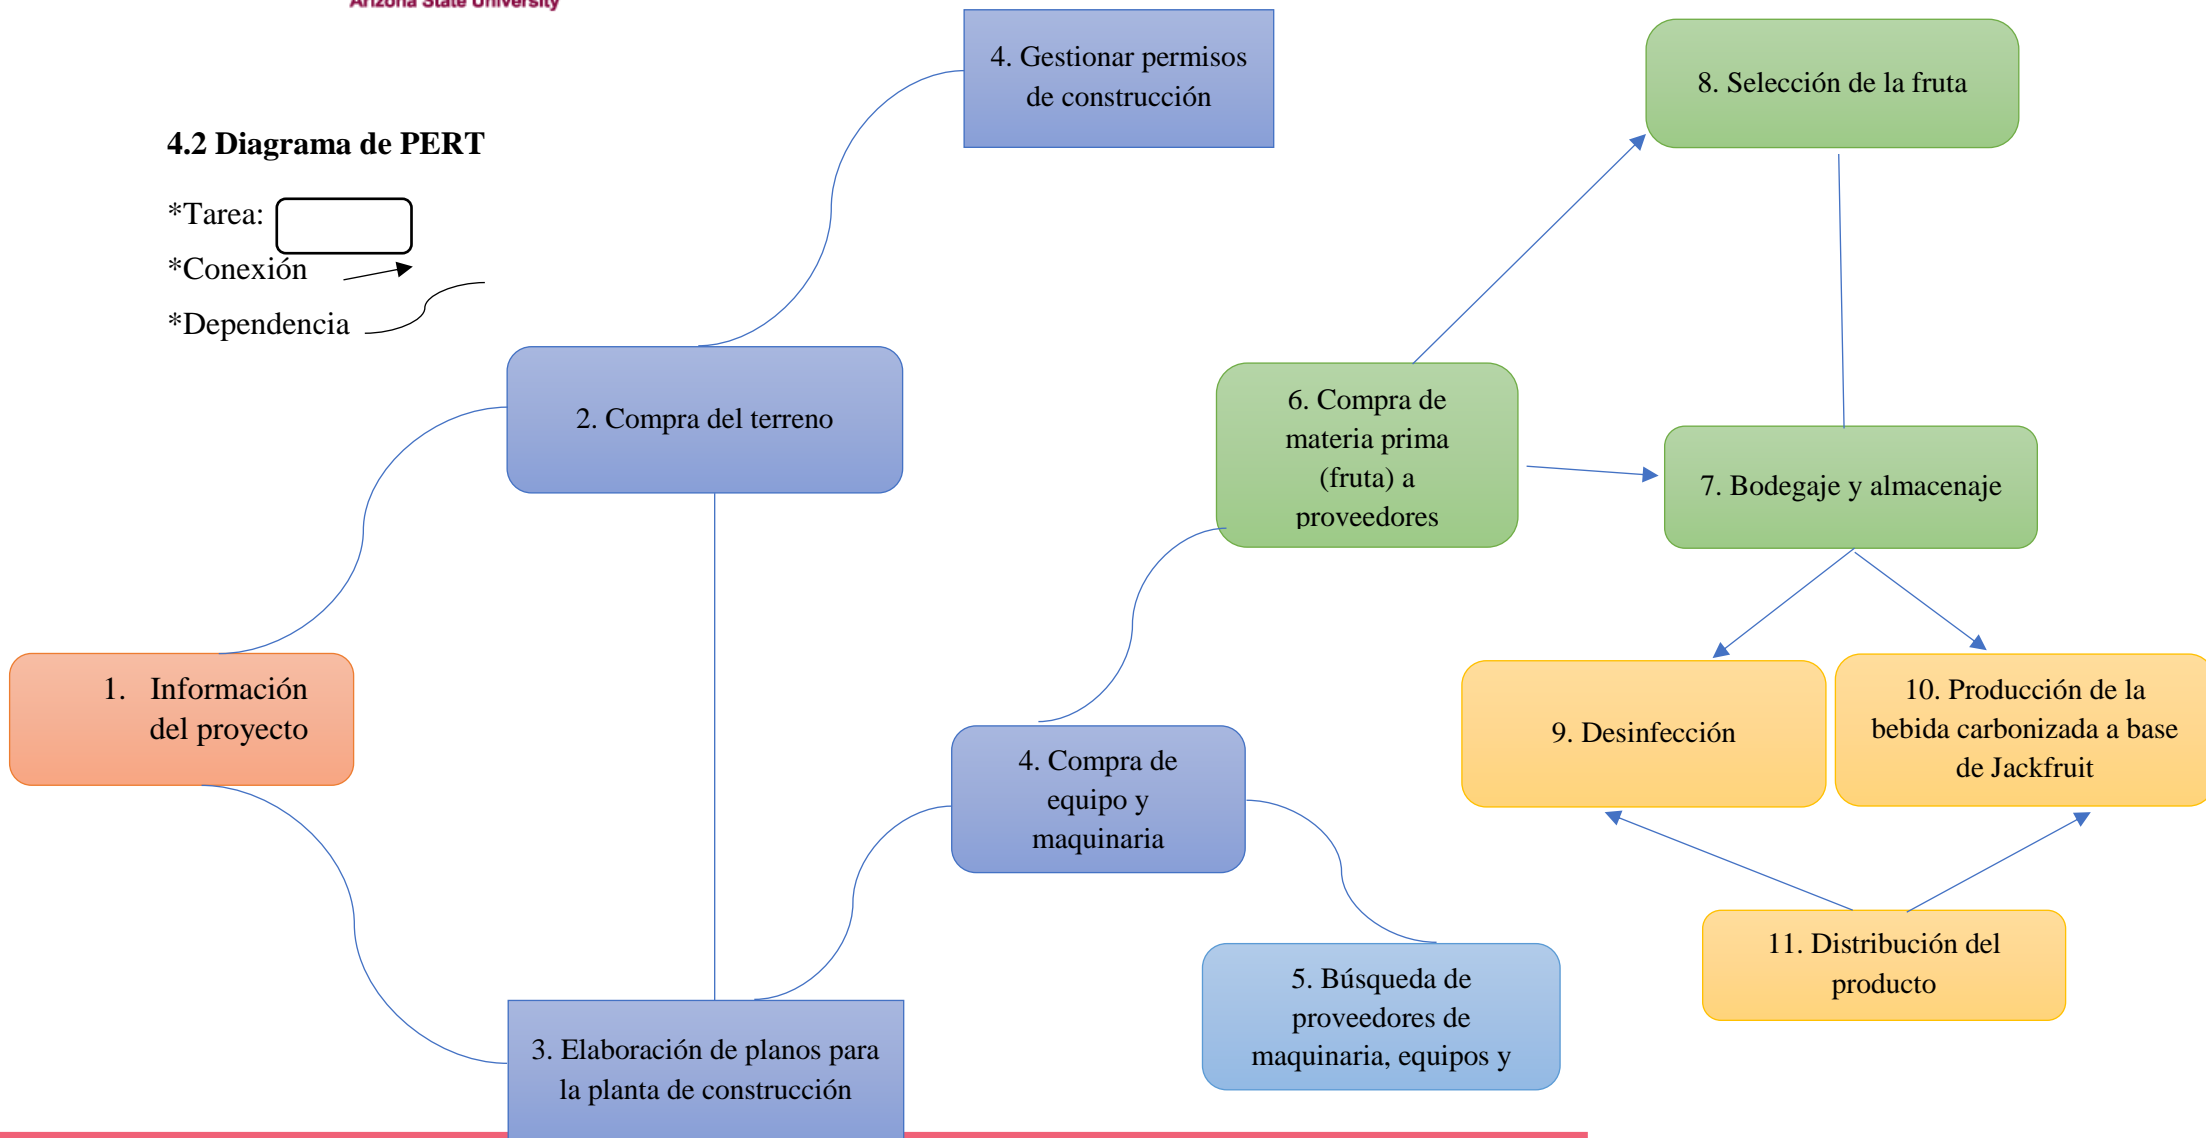 Arizona State University
4.2 Diagrama de PERT
*Tarea:
*Conexión
*Dependencia
4. Gestionar permisos
de construcción
8. Selección de la fruta
2. Compra del terreno
6. Compra de
materia prima
(fruta) a
proveedores
7. Bodegaje y almacenaje
1. Información
del proyecto
4. Compra de
equipo y
maquinaria
9. Desinfección
10. Producción de la
bebida carbonizada a base
de Jackfruit
3. Elaboración de planos para
la planta de construcción
5. Búsqueda de
proveedores de
maquinaria, equipos y
11. Distribución del
producto